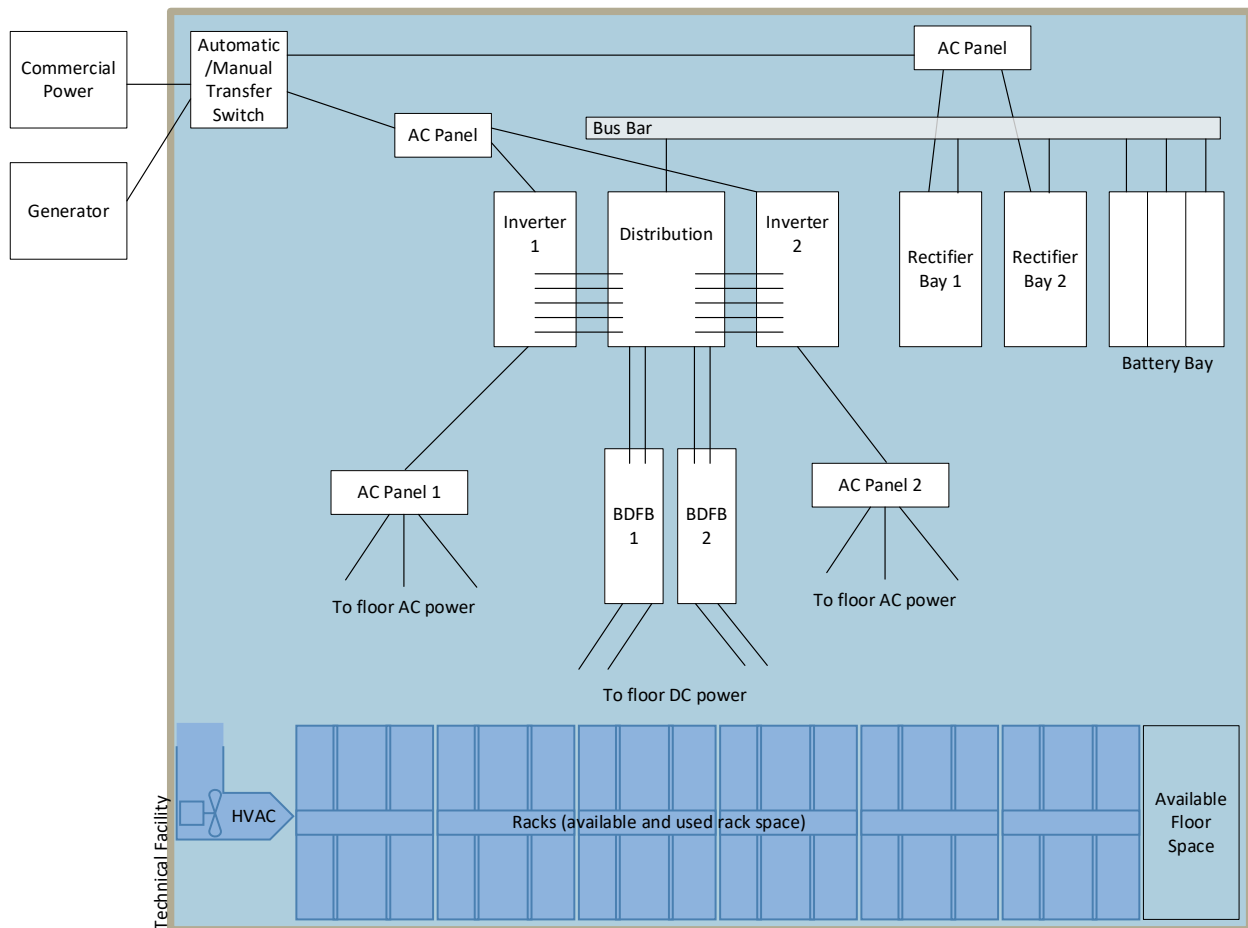 Commercial
Power
Automatic
/Manual
Transfer
Switch
AC Panel
AC Panel
Bus Bar
Generator
Inverter
1
Distribution
Inverter
2
Rectifier
Bay 1
Rectifier
Bay 2
Battery Bay
AC Panel 1
BDFB
1
BDFB
2
AC Panel 2
To floor AC power
To floor AC power
To floor DC power
Technical Facility
HVAC
Racks (available and used rack space)
Available
Floor
Space